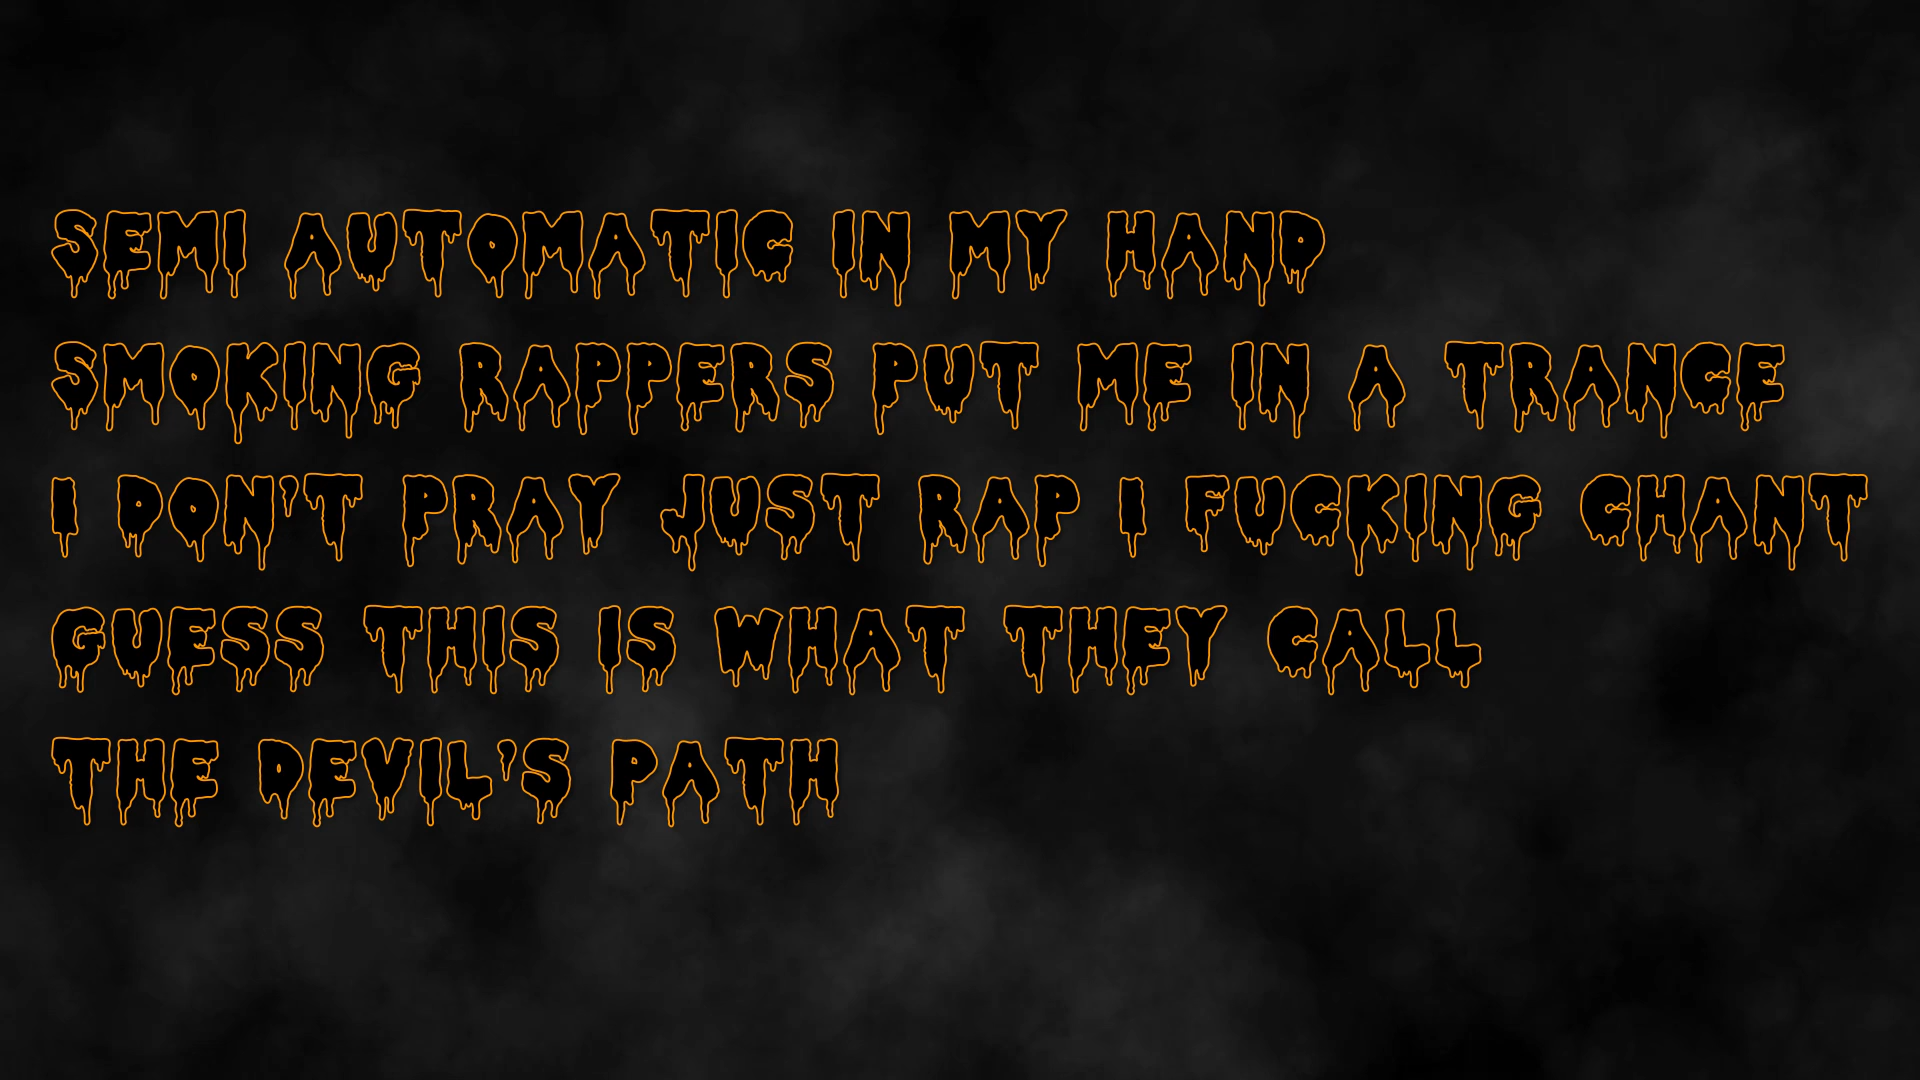 SEMI AUTOMATIC IN MY HAND
SMOKING RAPPERS PUT ME IN A TRANCE
I DON'T PRAY JUST RAP I FUCKING CHANT
GUESS THIS IS WHAT THEY CALL
THE DEVIL'S PATH